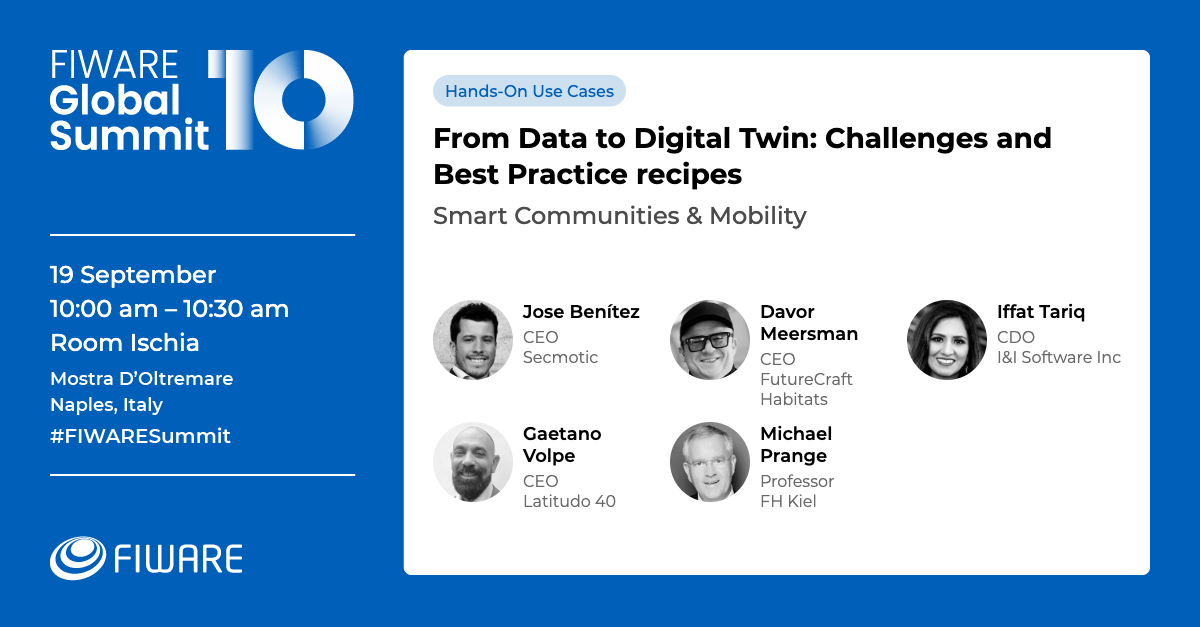 FIWARE
Global
Summit
10
19 September
10:00 am – 10:30 am
Room Ischia
Mostra D’Oltremare
Naples, Italy
#FIWARESummit
FIWARE
Hands-On Use Cases
From Data to Digital Twin: Challenges and
Best Practice recipes
Smart Communities & Mobility
Jose Benítez
CEO
Secmotic
Davor
Meersman
CEO
FutureCraft
Habitats
Iffat Tariq
CDO
I&I Software Inc
Gaetano
Volpe
CEO
Latitudo 40
Michael
Prange
Professor
FH Kiel